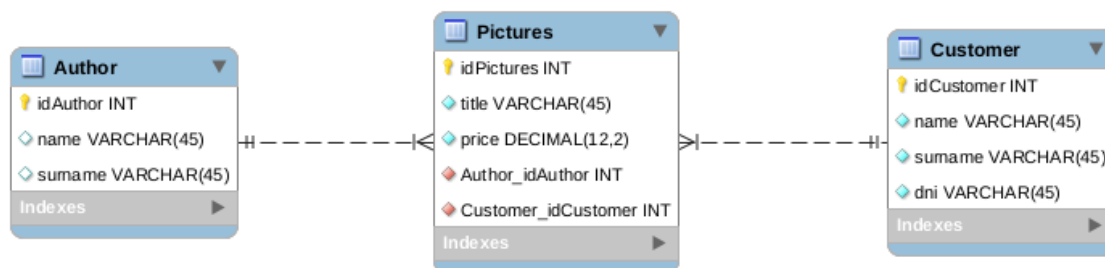 Author
idAuthor INT
name VARCHAR(45)
surname VARCHAR(45)
Indexes
Pictures
idPictures INT
title VARCHAR(45)
price DECIMAL(12,2)
Author_idAuthor INT
Customer_idCustomer INT
Indexes
Customer
idCustomer INT
name VARCHAR(45)
surname VARCHAR(45)
dni VARCHAR(45)
Indexes